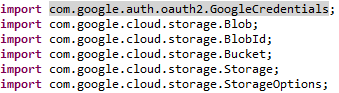 import com.google.auth.oauth2.GoogleCredentials;
import com.google.cloud.storage.Blob;
import com.google.cloud.storage.BlobId;
import com.google.cloud.storage.Bucket;
import com.google.cloud.storage.Storage;
import com.google.cloud.storage.StorageOptions;